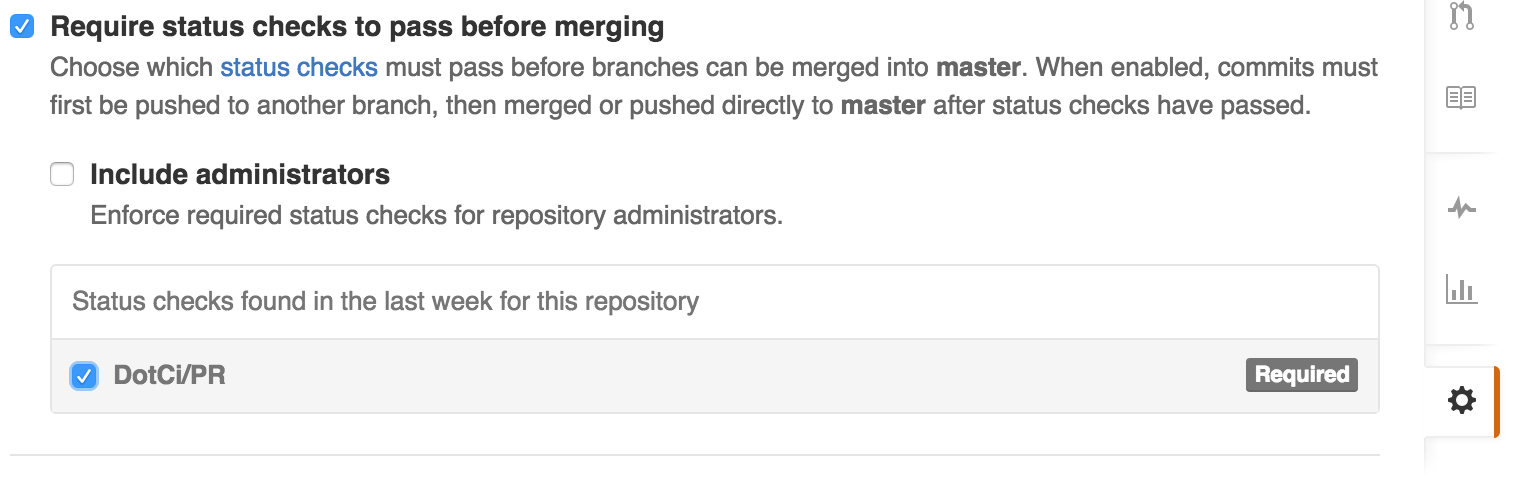 Require status checks to pass before merging
Choose which status checks must pass before branches can be merged into master. When enabled, commits must
first be pushed to another branch, then merged or pushed directly to master after status checks have passed.
Include administrators
Enforce required status checks for repository administrators.
Status checks found in the last week for this repository
DotCi/PR Required